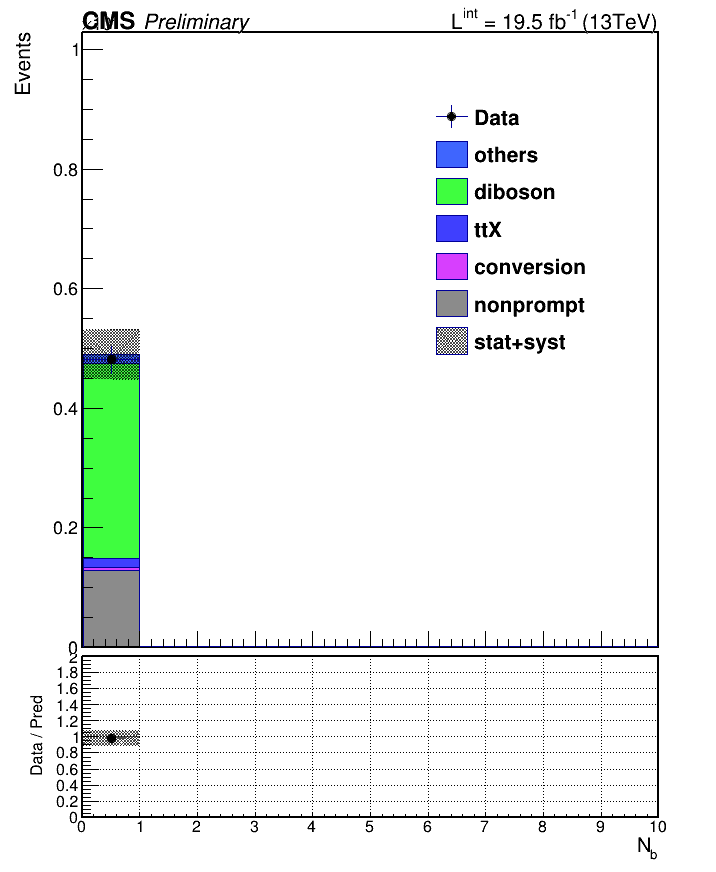 CMS Preliminary
L^int = 19.5 fb^-1 (13TeV)
Events
1
0.8
0.6
0.4
0.2
0
Data
others
diboson
ttX
conversion
nonprompt
stat+syst
Data / Pred
2
1.8
1.6
1.4
1.2
1
0.8
0.6
0.4
0.2
0
0 1 2 3 4 5 6 7 8 9 10
N_b